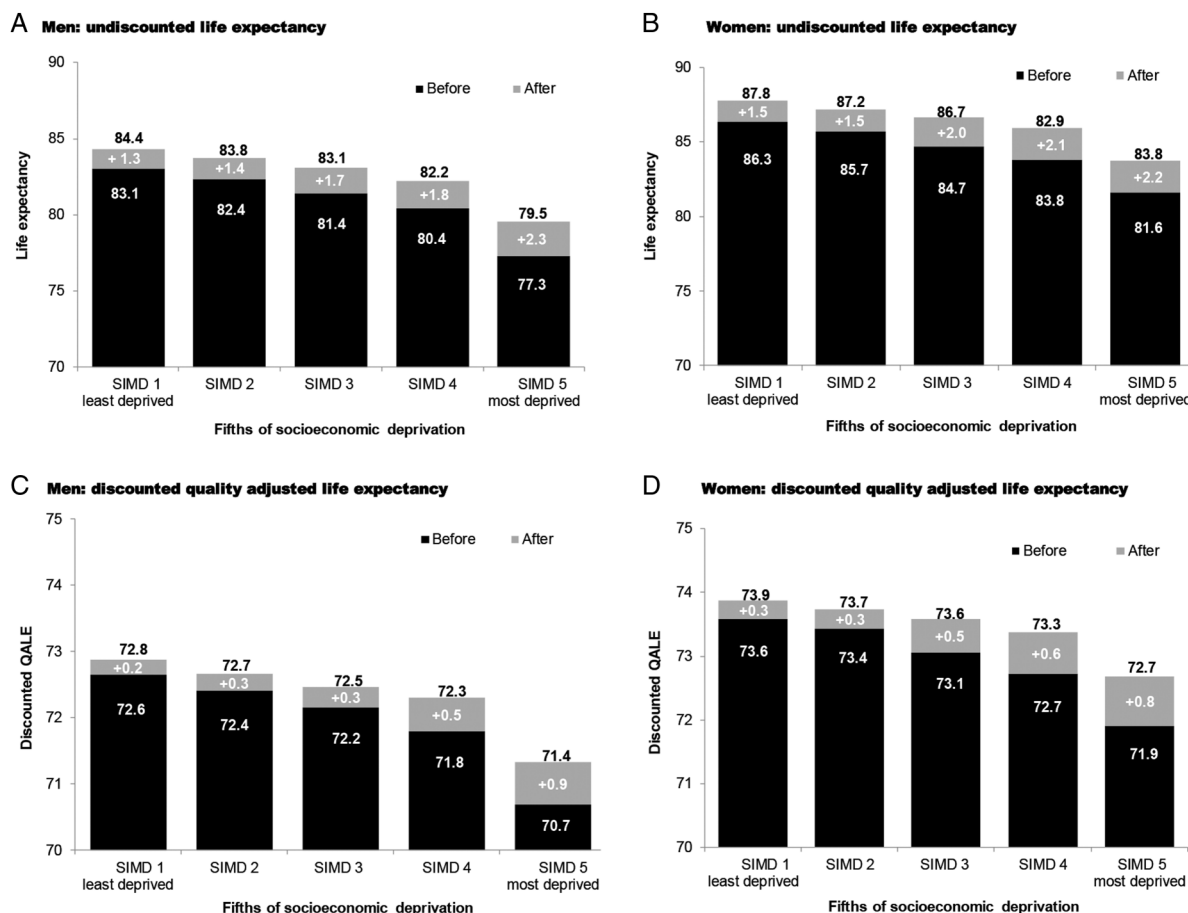 A Men: undiscounted life expectancy
90
85
80
75
70
Life expectancy
Before After
84.4
+ 1.3
83.1
83.8
+1.4
82.4
83.1
+1.7
81.4
82.2
+1.8
80.4
79.5
+2.3
77.3
SIMD 1
least deprived
SIMD 2
SIMD 3
SIMD 4
SIMD 5
most deprived
Fifths of socioeconomic deprivation
B Women: undiscounted life expectancy
90
85
80
75
70
Life expectancy
Before After
87.8
+1.5
86.3
87.2
+1.5
85.7
86.7
+2.0
84.7
82.9
+2.1
83.8
83.8
+2.2
81.6
SIMD 1
least deprived
SIMD 2
SIMD 3
SIMD 4
SIMD 5
most deprived
Fifths of socioeconomic deprivation
C Men: discounted quality adjusted life expectancy
75
74
73
72
71
70
Discounted QALE
Before After
72.8
+0.2
72.6
72.7
+0.3
72.4
72.5
+0.3
72.2
72.3
+0.5
71.8
71.4
+0.9
70.7
SIMD 1
least deprived
SIMD 2
SIMD 3
SIMD 4
SIMD 5
most deprived
Fifths of socioeconomic deprivation
D Women: discounted quality adjusted life expectancy
75
74
73
72
71
70
Discounted QALE
Before After
73.9
+0.3
73.6
73.7
+0.3
73.4
73.6
+0.5
73.1
73.3
+0.6
72.7
72.7
+0.8
71.9
SIMD 1
least deprived
SIMD 2
SIMD 3
SIMD 4
SIMD 5
most deprived
Fifths of socioeconomic deprivation